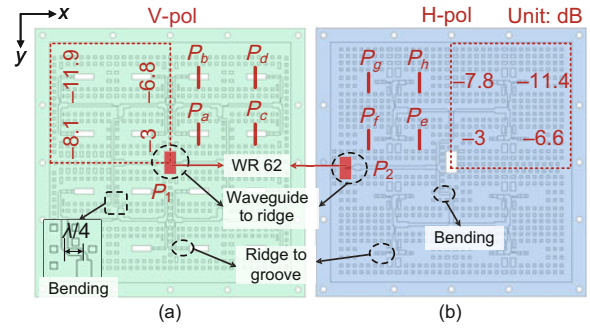 x
y
V-pol
H-pol
Unit: dB
–11.9
–6.8
–8.1
–3
P_b
P_d
P_a
P_c
P_g
P_h
P_f
P_e
–7.8
–11.4
–3
–6.6
WR 62
P_1
P_2
Waveguide
to ridge
λ/4
Bending
Ridge to
groove
Bending
(a)
(b)